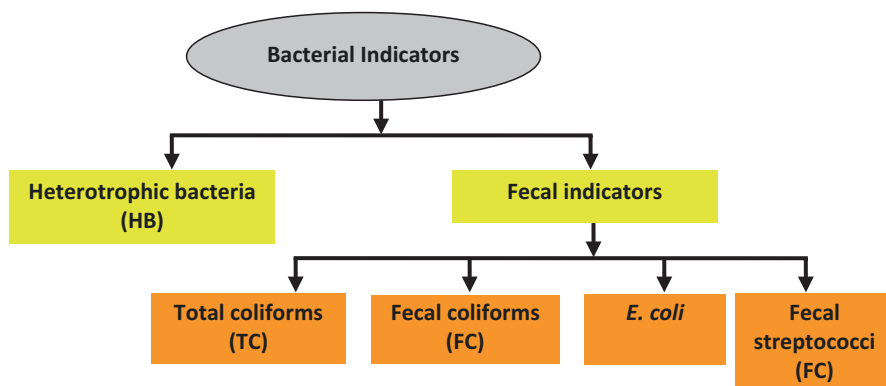 Bacterial Indicators
Heterotrophic bacteria
(HB)
Fecal indicators
Total coliforms
(TC)
Fecal coliforms
(FC)
E. coli
Fecal
streptococci
(FC)